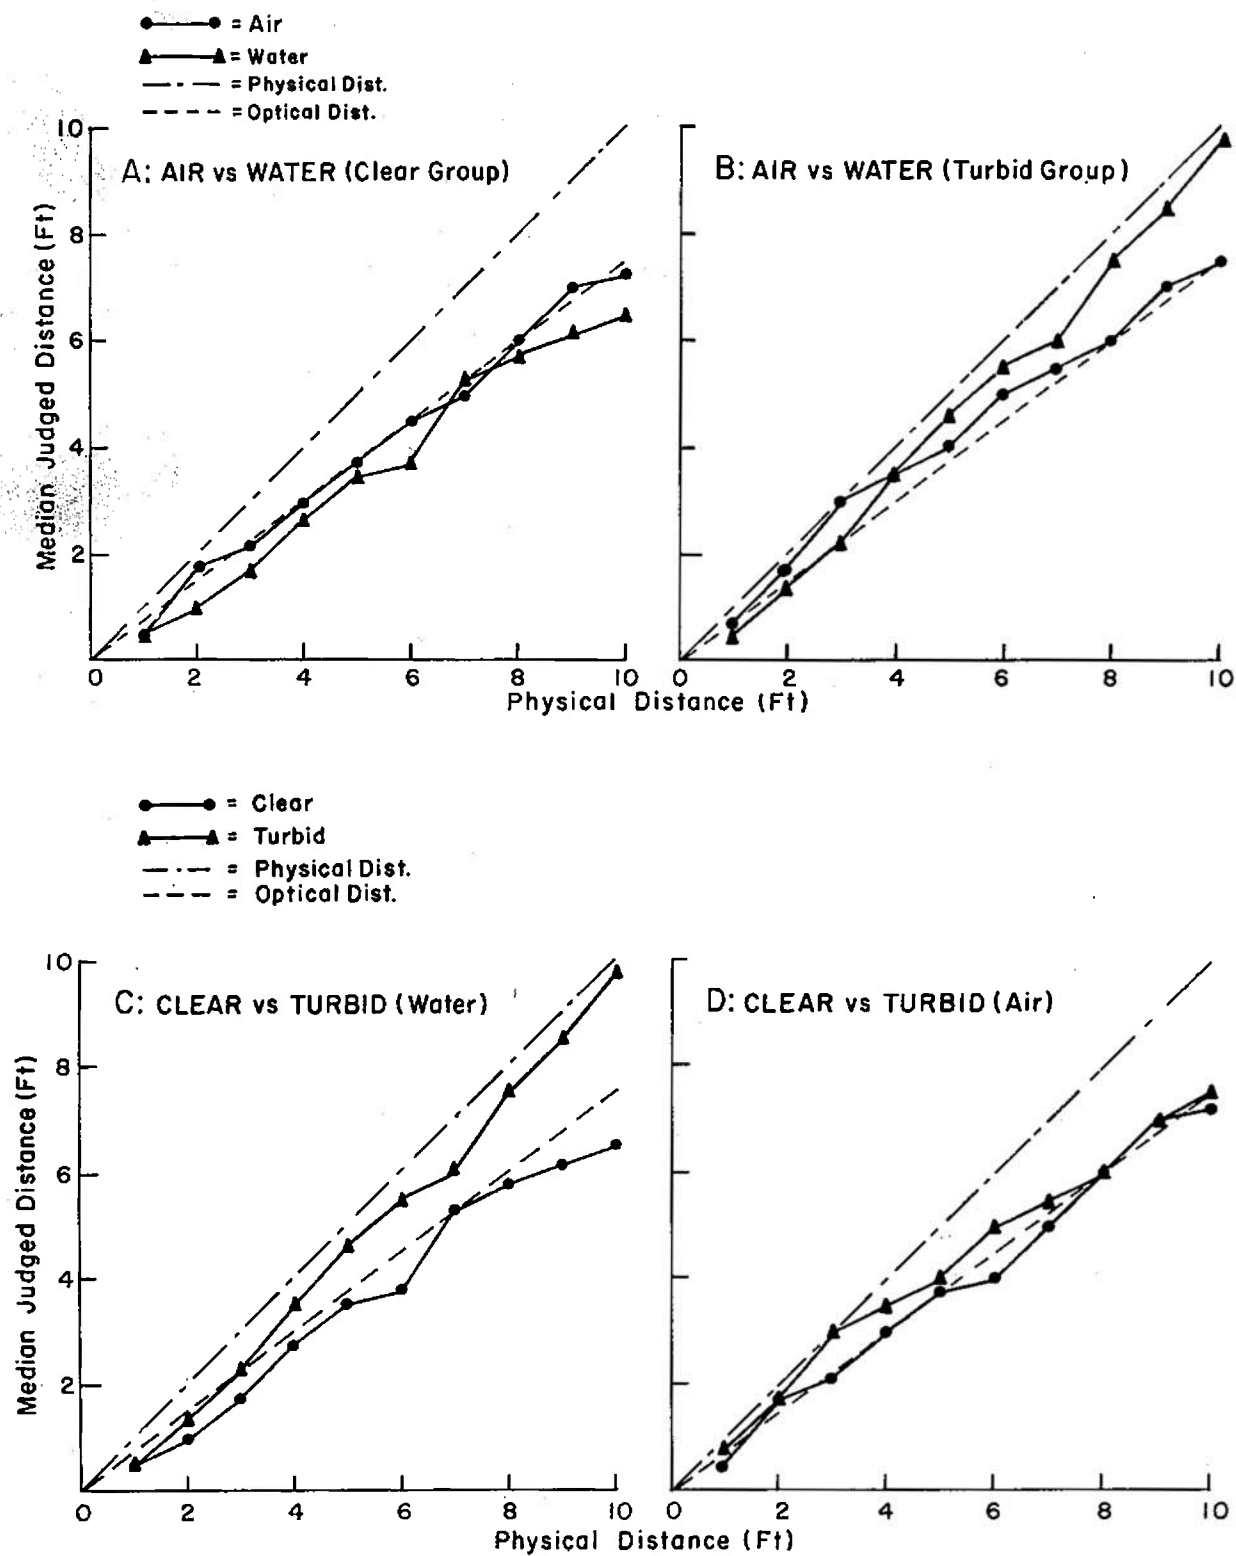 = Air
= Water
= Physical Dist.
= Optical Dist.
A: AIR vs WATER (Clear Group)
B: AIR vs WATER (Turbid Group)
Median Judged Distance (Ft)
10
8
6
4
2
0 2 4 6 8 10
0 2 4 6 8 10
Physical Distance (Ft)
= Clear
= Turbid
= Physical Dist.
= Optical Dist.
C: CLEAR vs TURBID (Water)
D: CLEAR vs TURBID (Air)
Median Judged Distance (Ft)
10
8
6
4
2
0 2 4 6 8 10
0 2 4 6 8 10
Physical Distance (Ft)